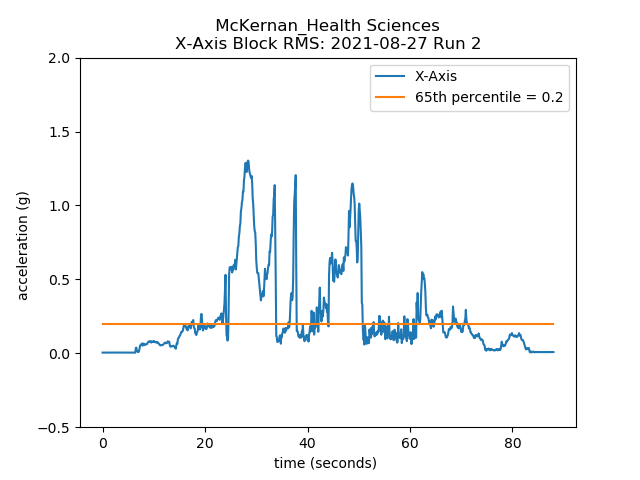 McKernan_Health Sciences
X-Axis Block RMS: 2021-08-27 Run 2
X-Axis
65th percentile = 0.2
2.0
1.5
1.0
0.5
0.0
−0.5
acceleration (g)
0 20 40 60 80
time (seconds)